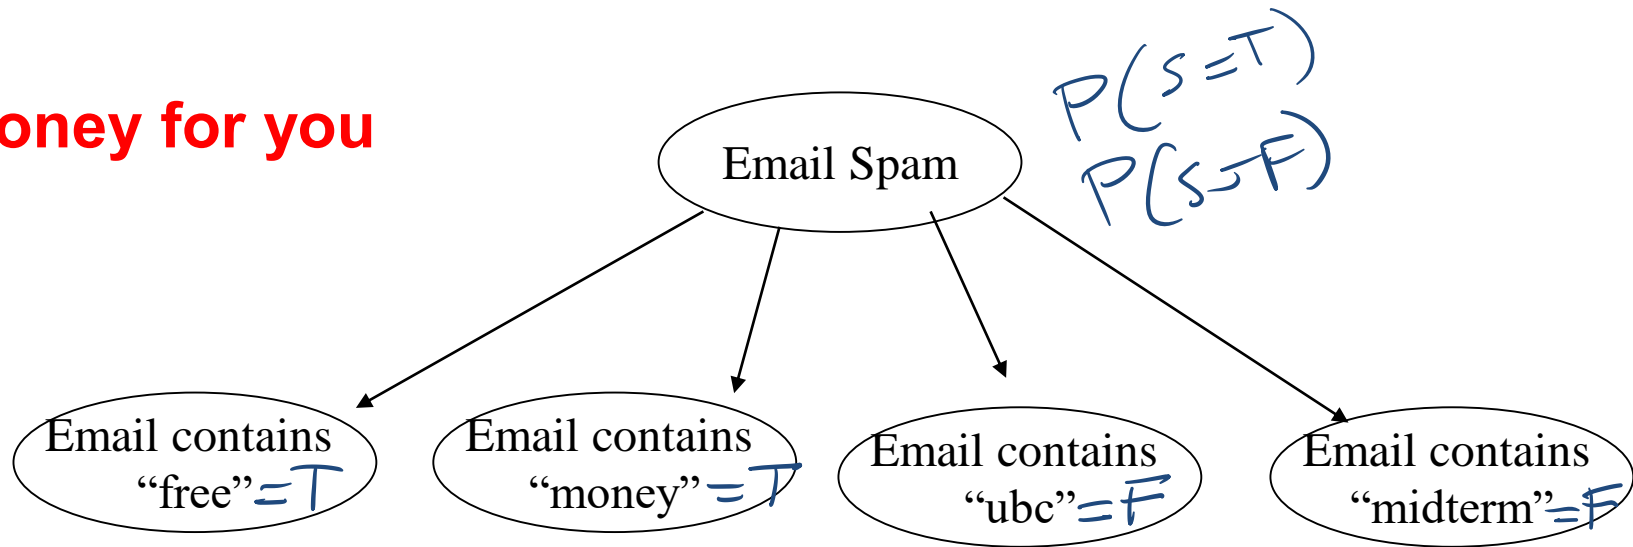 P(S=T)
oney for you
Email Spam
P(S=F)
Email contains
“free”=T
Email contains
“money”=T
Email contains
“ubc”=F
Email contains
“midterm”=F